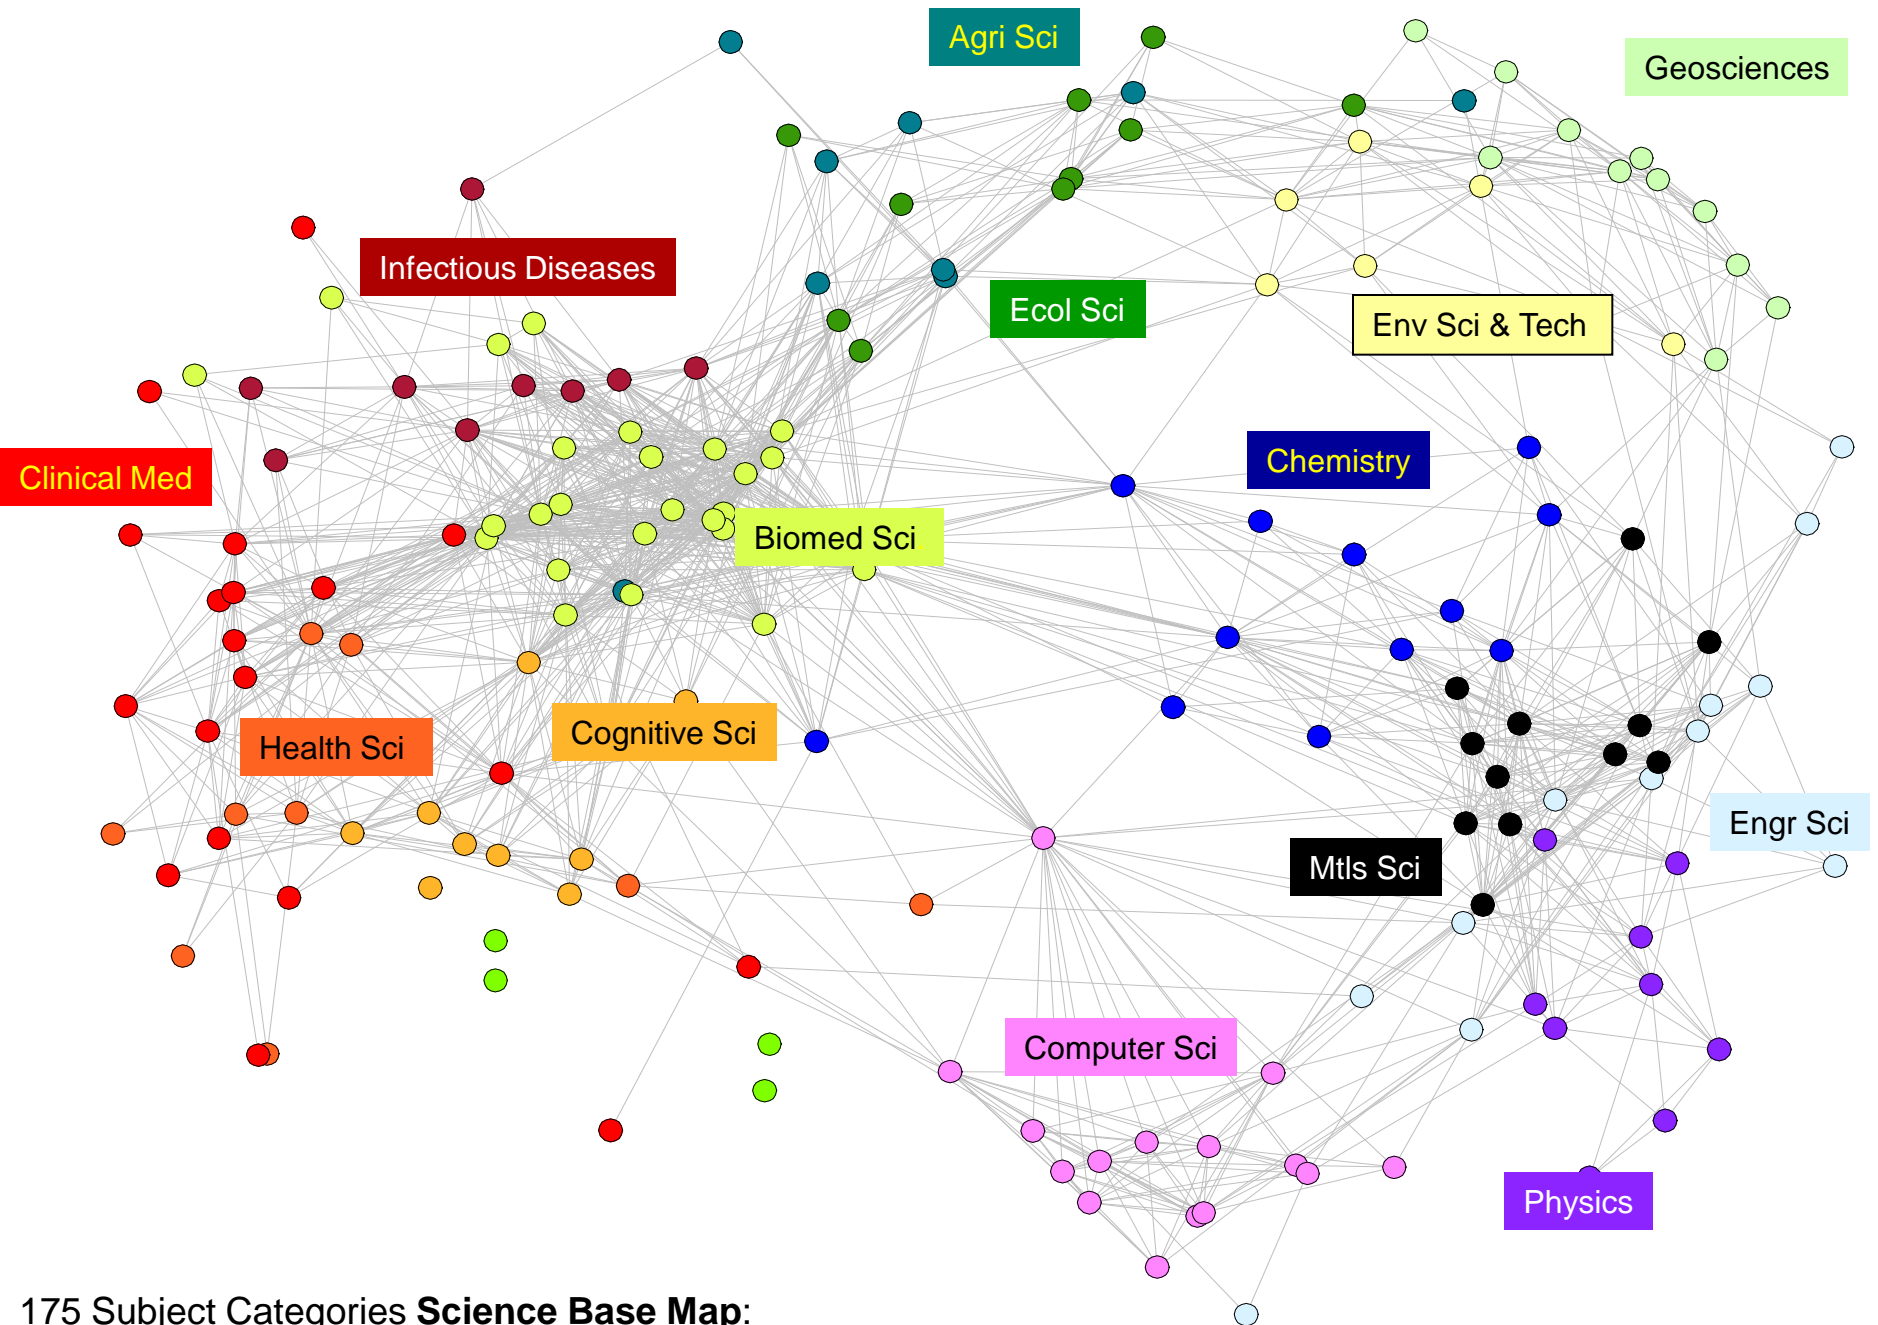 Agri Sci
Geosciences
Infectious Diseases
Ecol Sci
Env Sci & Tech
Clinical Med
Chemistry
Biomed Sci
Health Sci
Cognitive Sci
Engr Sci
Mtls Sci
Computer Sci
Physics
175 Subject Categories Science Base Map: